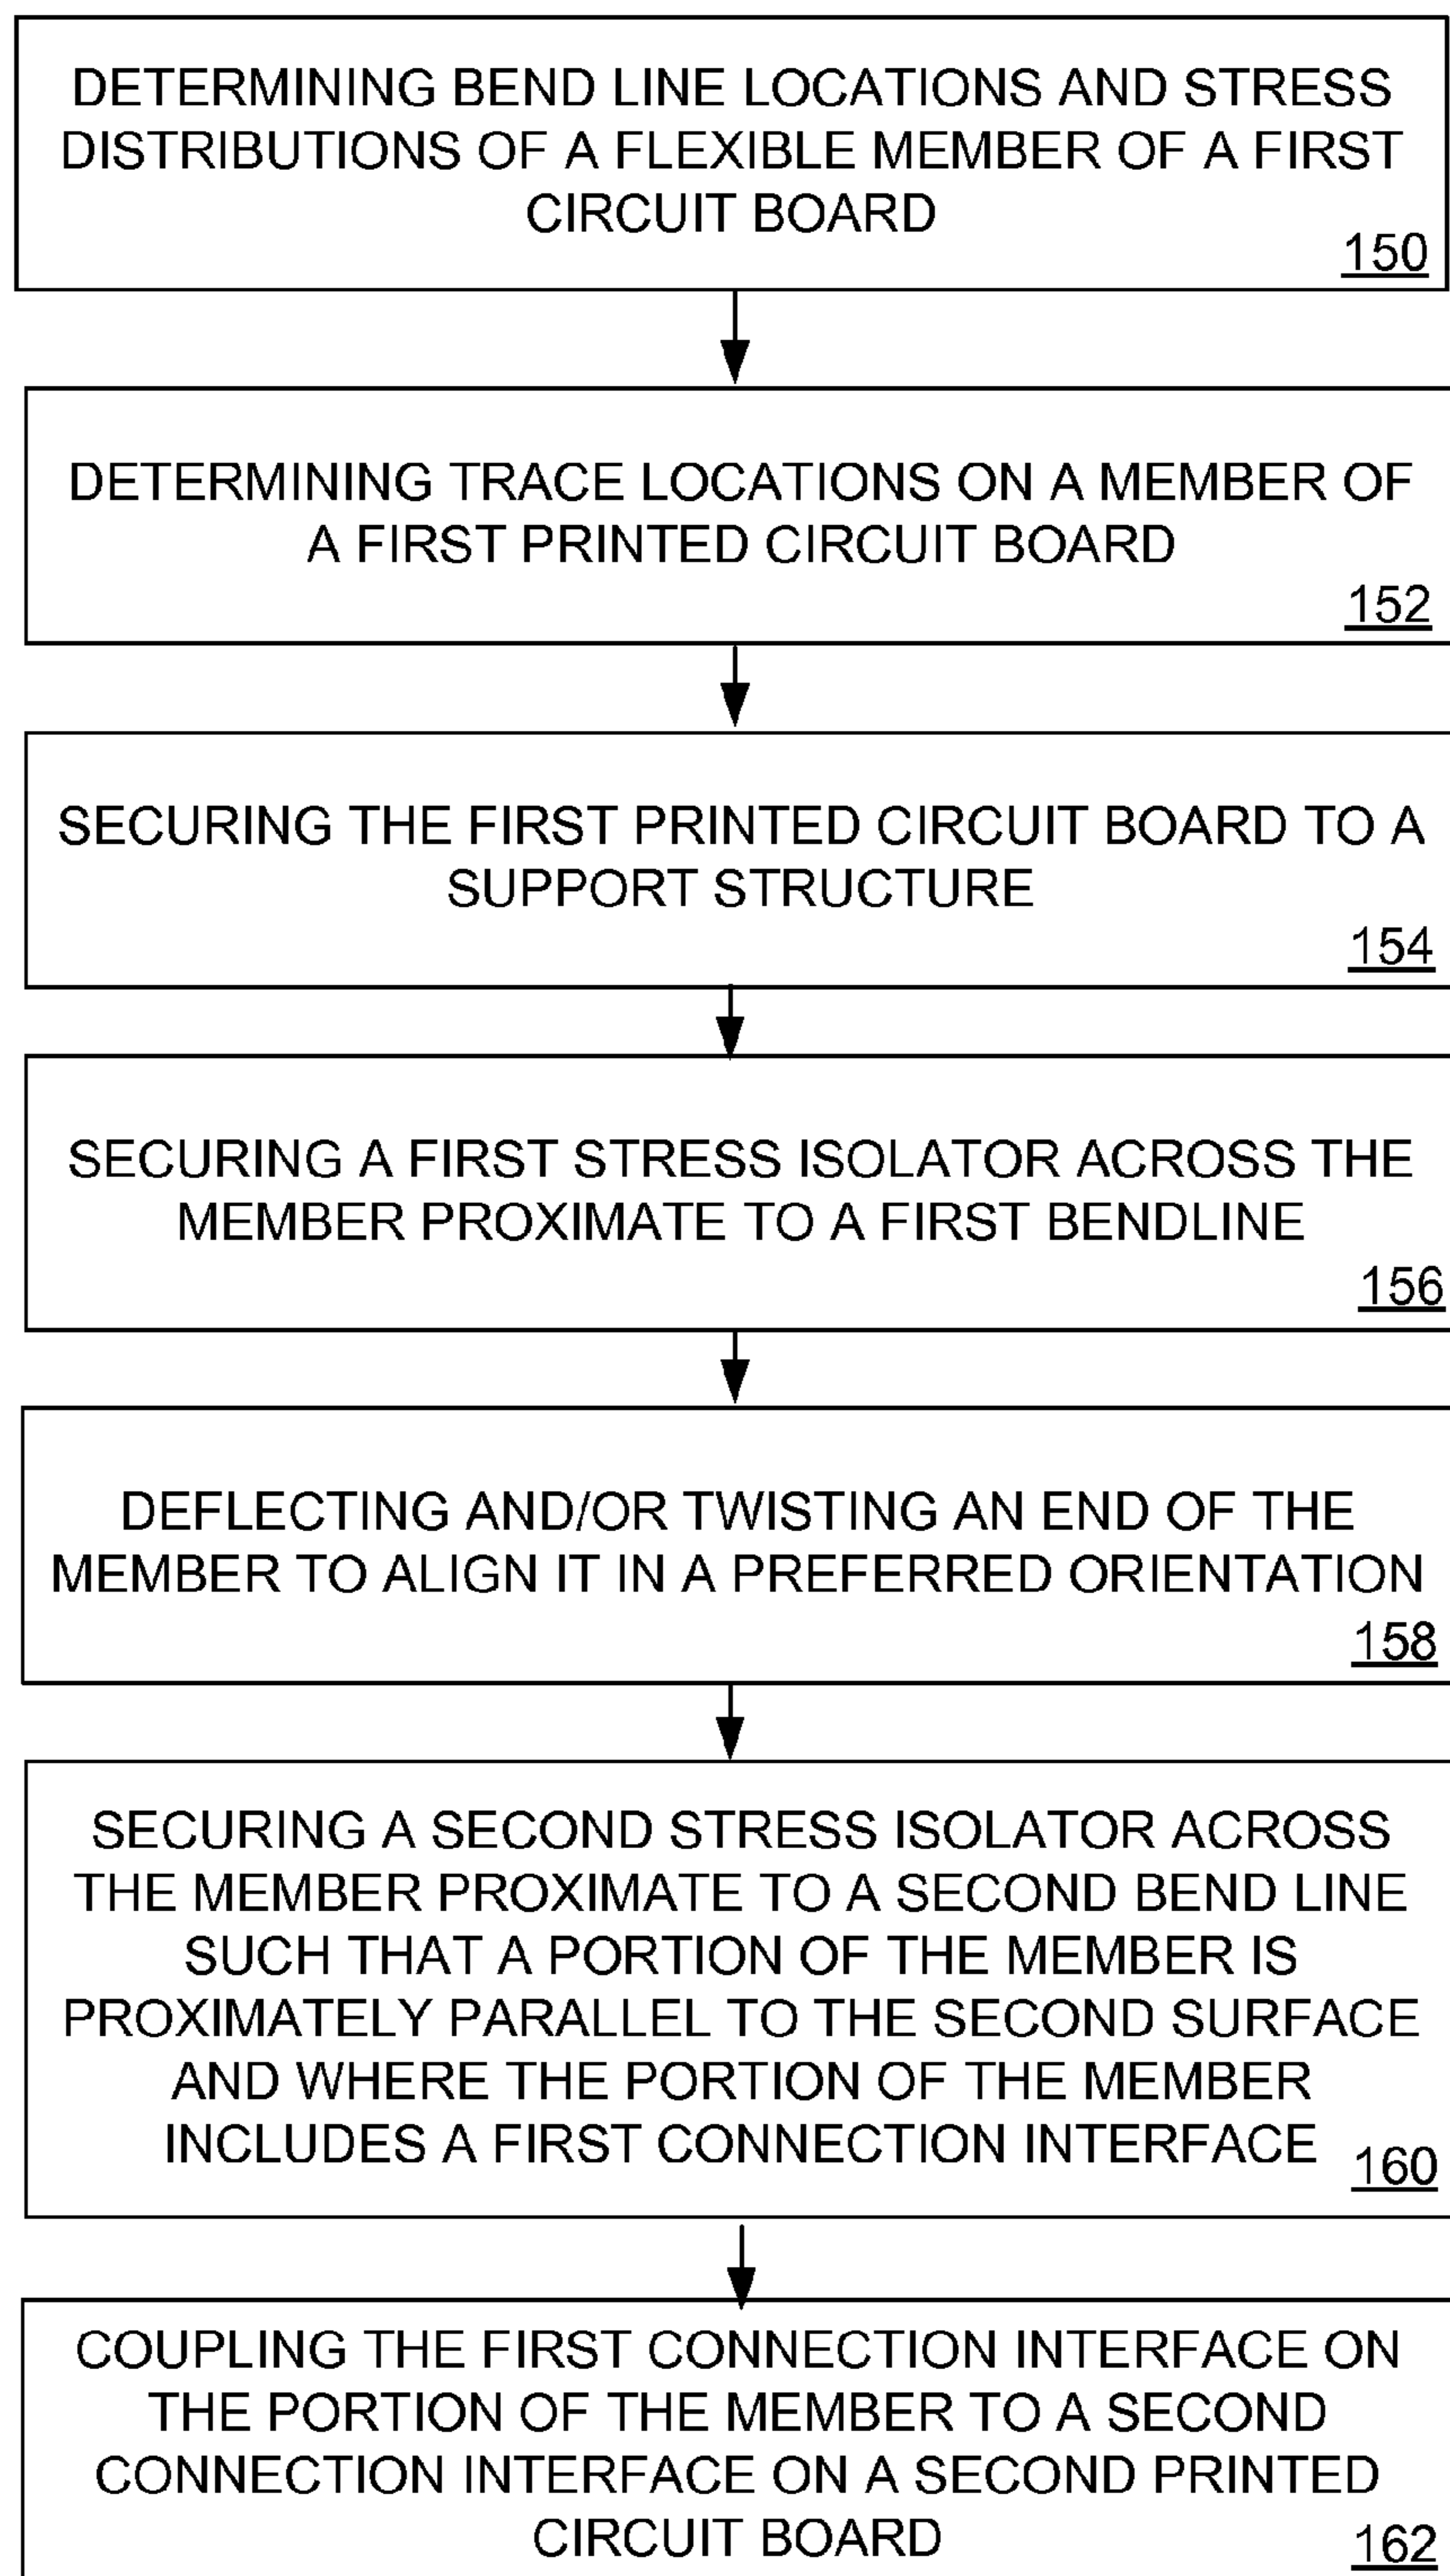 DETERMINING BEND LINE LOCATIONS AND STRESS
DISTRIBUTIONS OF A FLEXIBLE MEMBER OF A FIRST
CIRCUIT BOARD
150
DETERMINING TRACE LOCATIONS ON A MEMBER OF
A FIRST PRINTED CIRCUIT BOARD
152
SECURING THE FIRST PRINTED CIRCUIT BOARD TO A
SUPPORT STRUCTURE
154
SECURING A FIRST STRESS ISOLATOR ACROSS THE
MEMBER PROXIMATE TO A FIRST BENDLINE
156
DEFLECTING AND/OR TWISTING AN END OF THE
MEMBER TO ALIGN IT IN A PREFERRED ORIENTATION
158
SECURING A SECOND STRESS ISOLATOR ACROSS
THE MEMBER PROXIMATE TO A SECOND BEND LINE
SUCH THAT A PORTION OF THE MEMBER IS
PROXIMATELY PARALLEL TO THE SECOND SURFACE
AND WHERE THE PORTION OF THE MEMBER
INCLUDES A FIRST CONNECTION INTERFACE
160
COUPLING THE FIRST CONNECTION INTERFACE ON
THE PORTION OF THE MEMBER TO A SECOND
CONNECTION INTERFACE ON A SECOND PRINTED
CIRCUIT BOARD
162